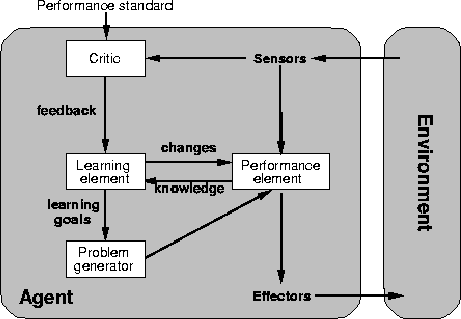 Performance standard
Critic
Sensors
feedback
changes
Learning
element
Performance
element
knowledge
learning
goals
Problem
generator
Agent
Effectors
Environment